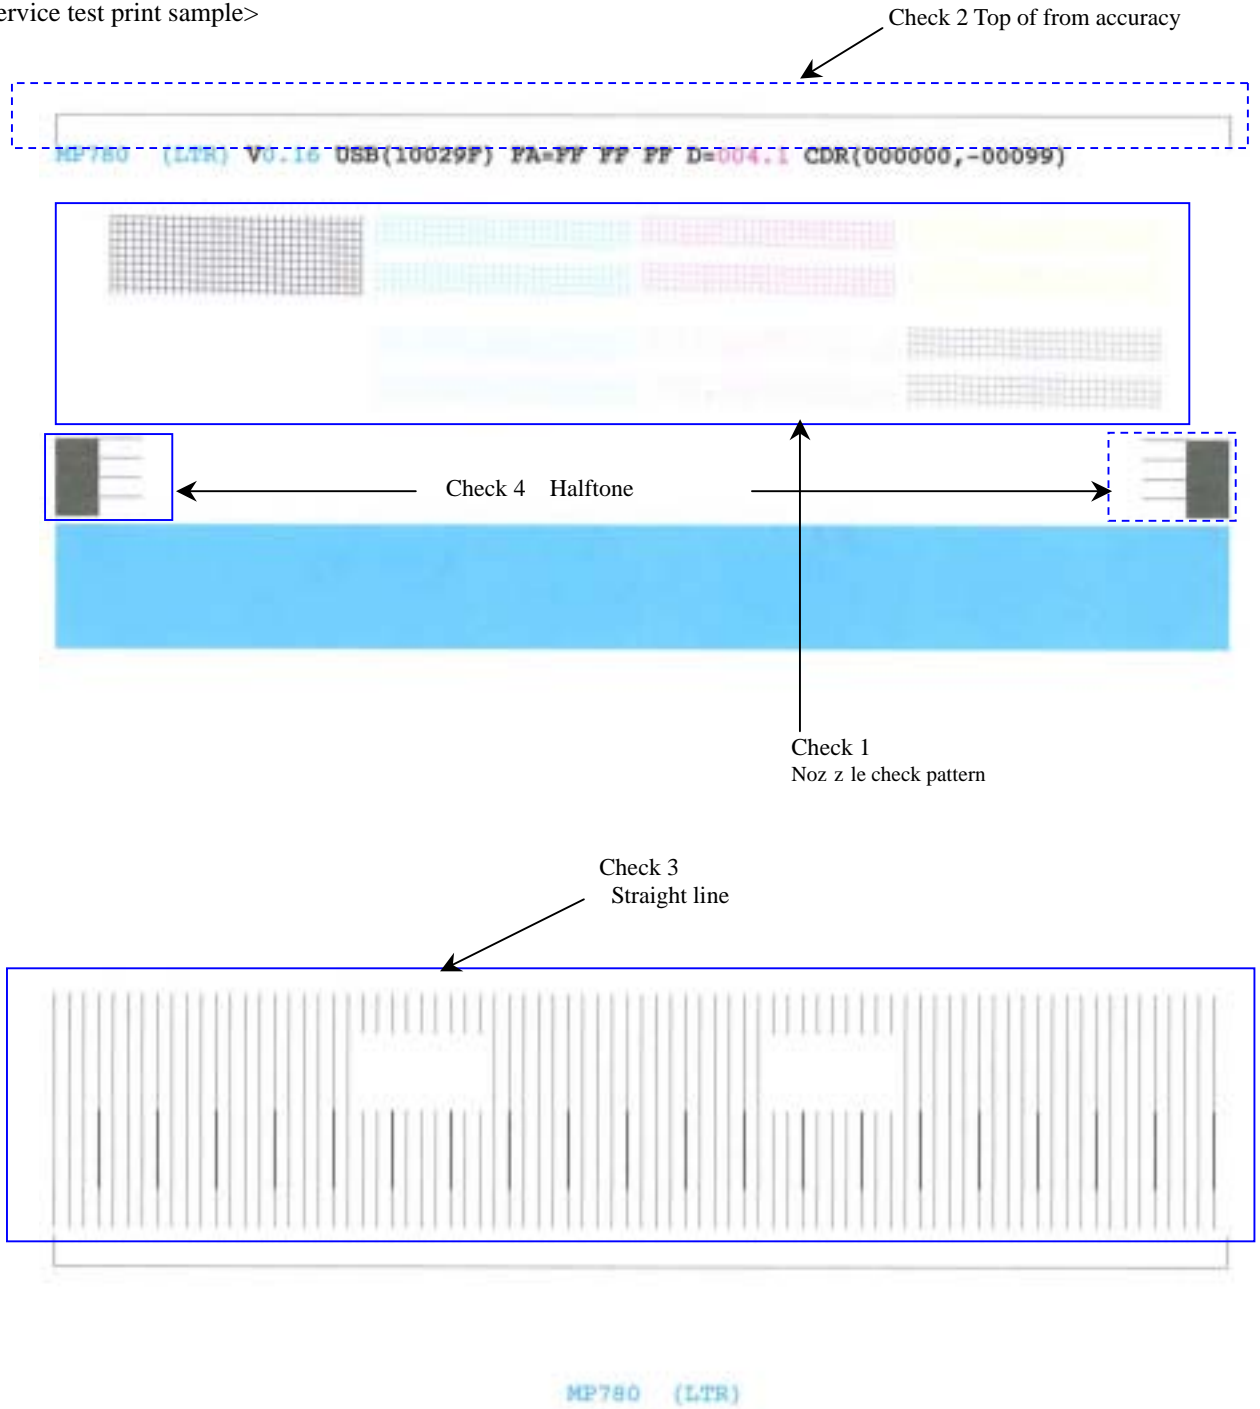 ervice test print sample>
Check 2 Top of from accuracy
MP780 (LTR) V0.16 USB(10029F) FA=FF FF FF D=004.1 CDR(000000,-00099)
Check 4 Halftone
Check 1
Noz z le check pattern
Check 3
Straight line
MP780 (LTR)